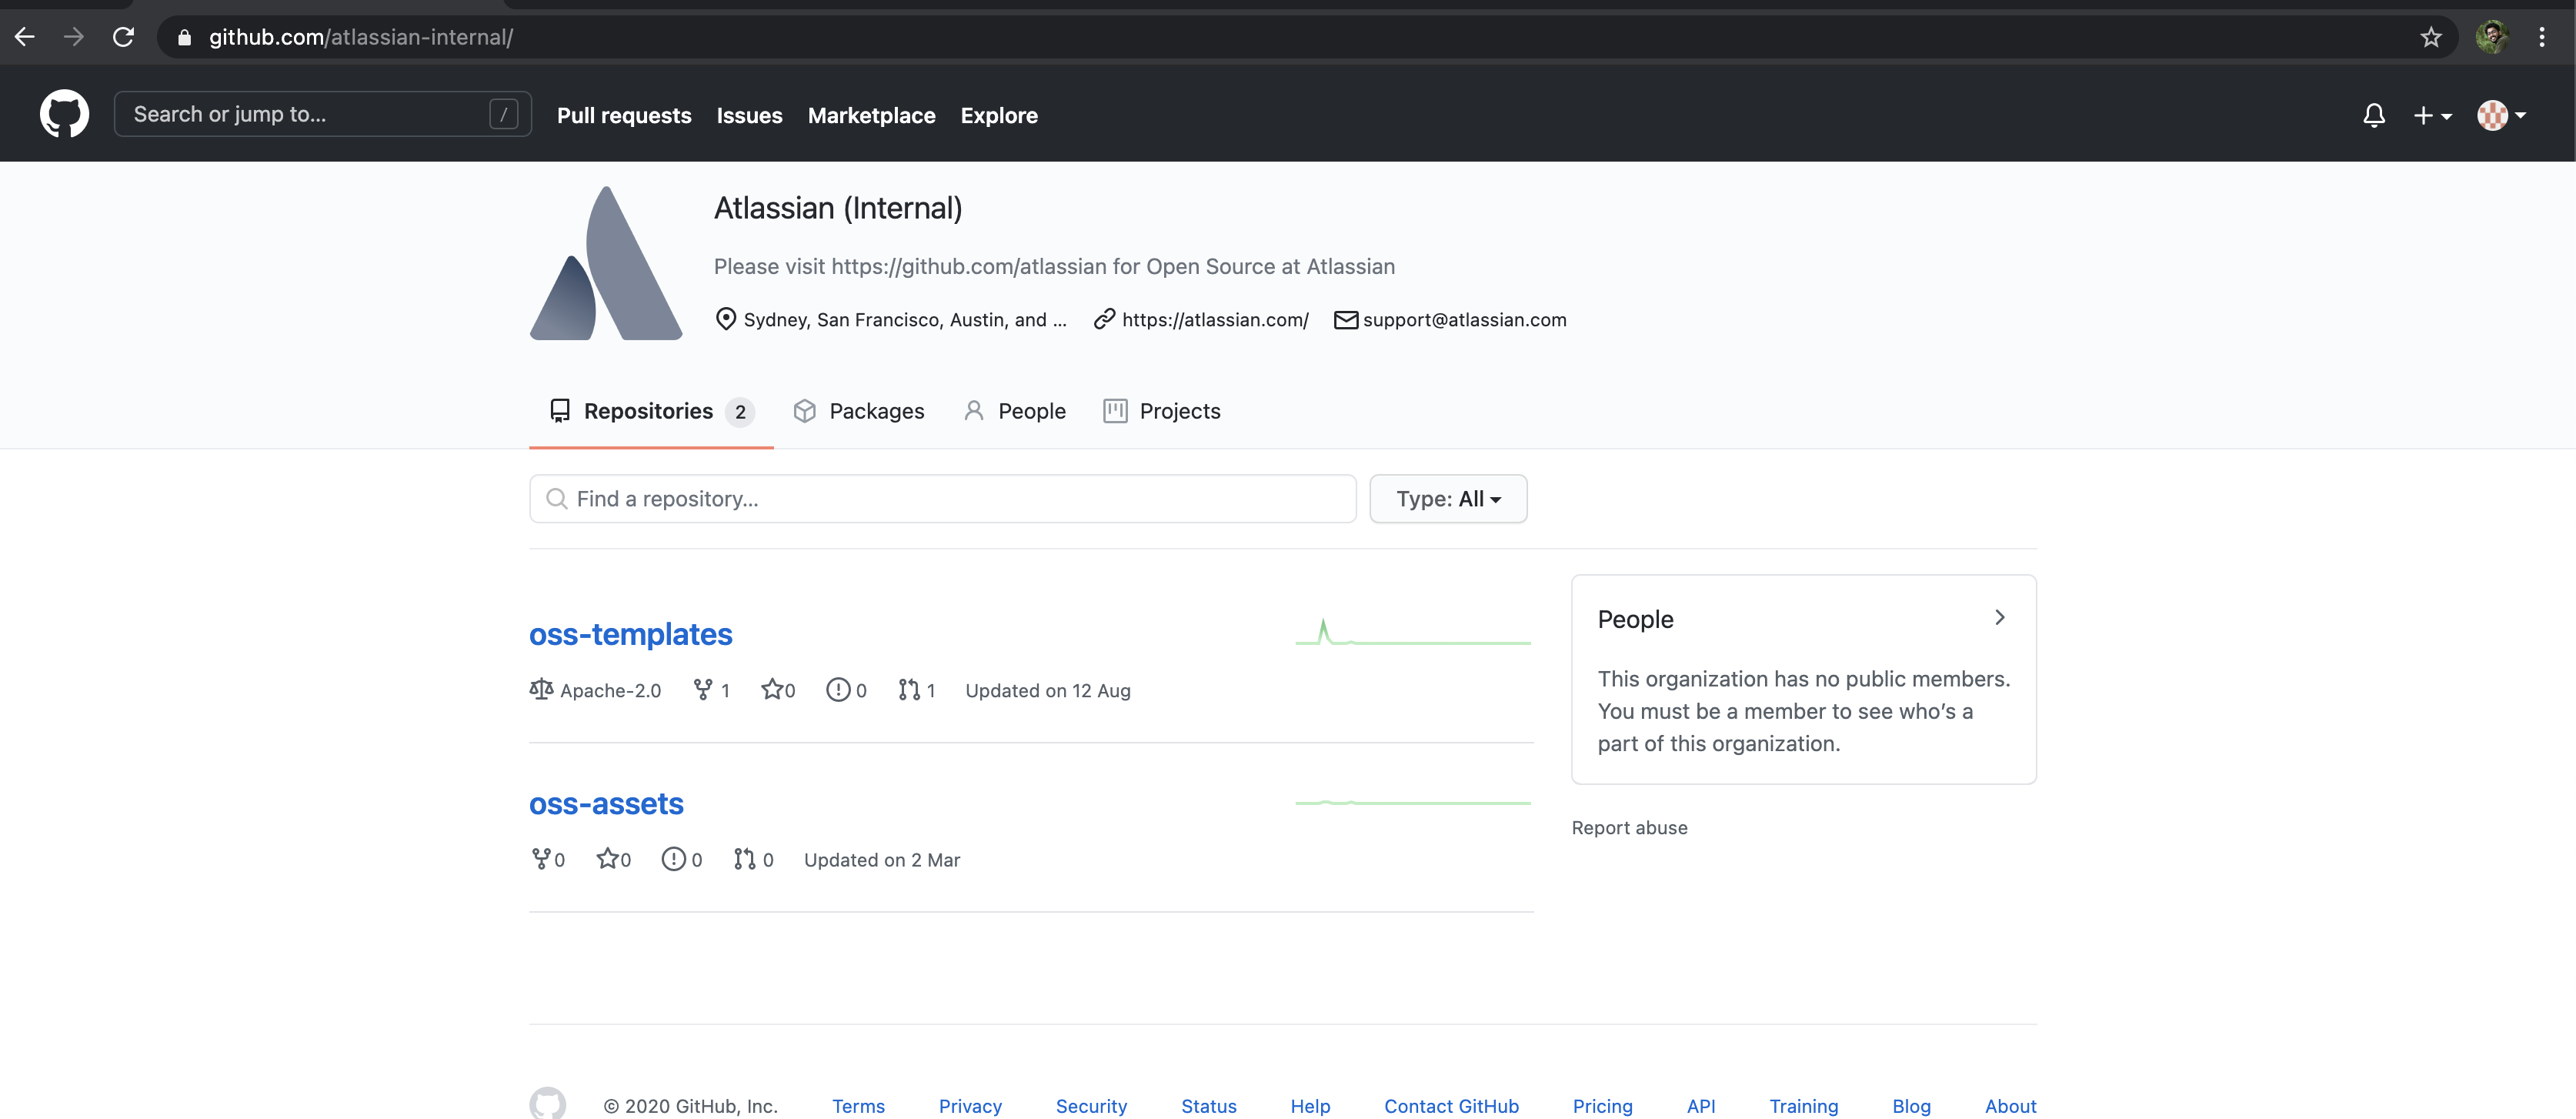 github.com/atlassian-internal/
Search or jump to... /
Pull requests Issues Marketplace Explore
Atlassian (Internal)
Please visit https://github.com/atlassian for Open Source at Atlassian
Sydney, San Francisco, Austin, and ... https://atlassian.com/ support@atlassian.com
Repositories 2 Packages People Projects
Find a repository... Type: All
oss-templates
Apache-2.0 1 0 0 1 Updated on 12 Aug
oss-assets
0 0 0 0 Updated on 2 Mar
People
This organization has no public members.
You must be a member to see who’s a
part of this organization.
Report abuse
© 2020 GitHub, Inc. Terms Privacy Security Status Help Contact GitHub Pricing API Training Blog About